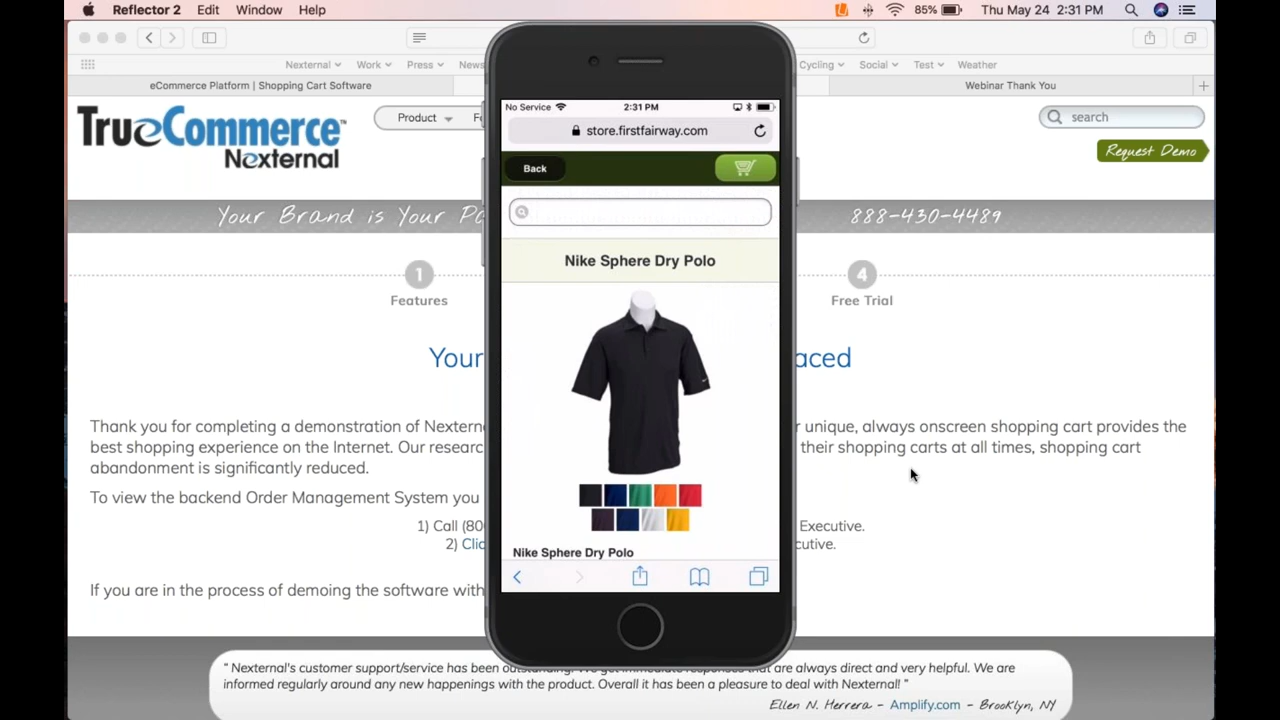 Reflector 2 Edit Window Help 85% Thu May 24 2:31 PM
Nexternal Work Press News Cycling Social Test Weather
eCommerce Platform | Shopping Cart Software Webinar Thank You
TrueCommerce™
Nexternal
Product
search
Request Demo
Your Brand is Your 888-430-4489
1
Features
4
Free Trial
Your
Thank you for completing a demonstration of unique, always onscreen shopping cart provides the
best shopping experience on the Internet. Our their shopping carts at all times, shopping cart
abandonment is significantly reduced.
To view the backend Order Management System you
1) Call Executive.
2)
If you are in the process of demoing the software with
No Service 2:31 PM
store.firstfairway.com
Back
Nike Sphere Dry Polo
Nike Sphere Dry Polo
" Nexternal's customer support/service has been that are always direct and very helpful. We are
informed regularly around any new happenings with the product. Overall it has been a pleasure to deal with Nexternal! "
Ellen N. Herrera - Amplify.com - Brooklyn, NY